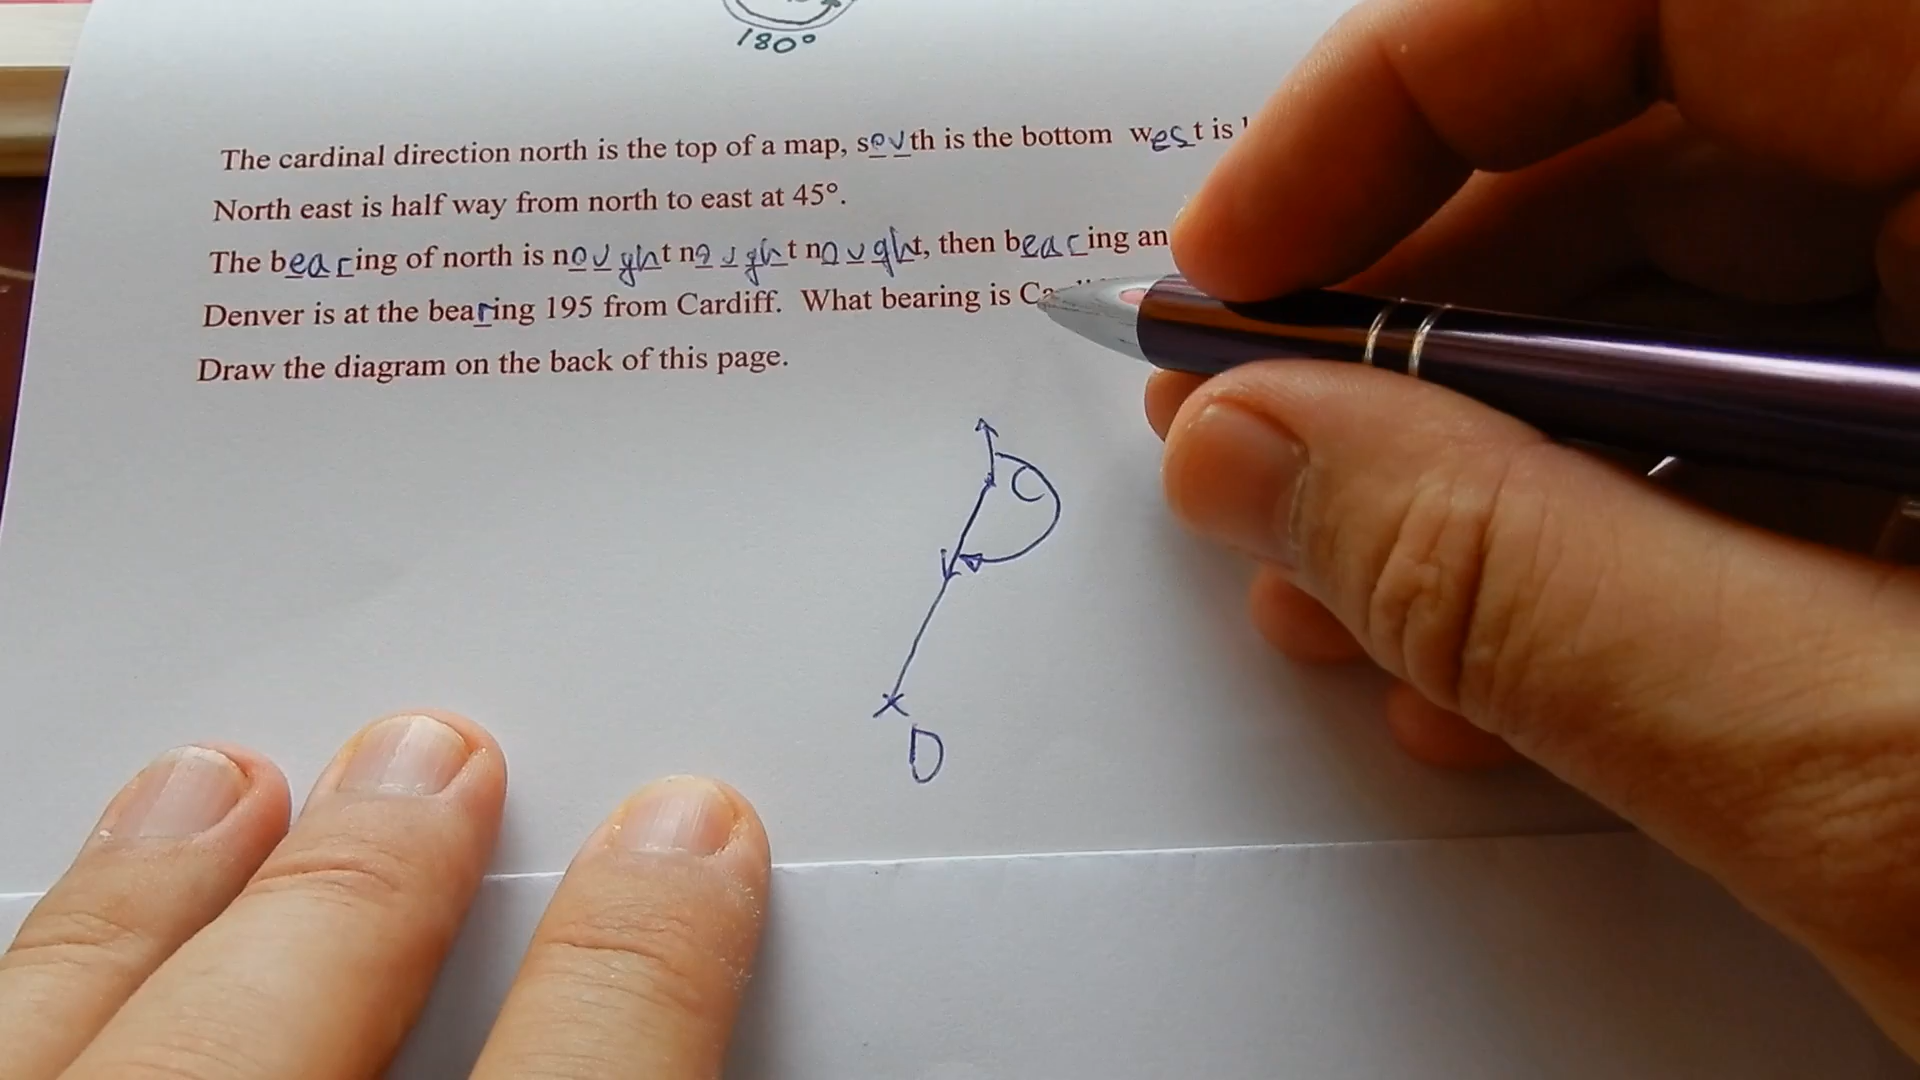 180°
The cardinal direction north is the top of a map, south is the bottom west is
North east is half way from north to east at 45°.
The bearing of north is nought nought nought, then bearing an
Denver is at the bearing 195 from Cardiff. What bearing is
Draw the diagram on the back of this page.
C
D